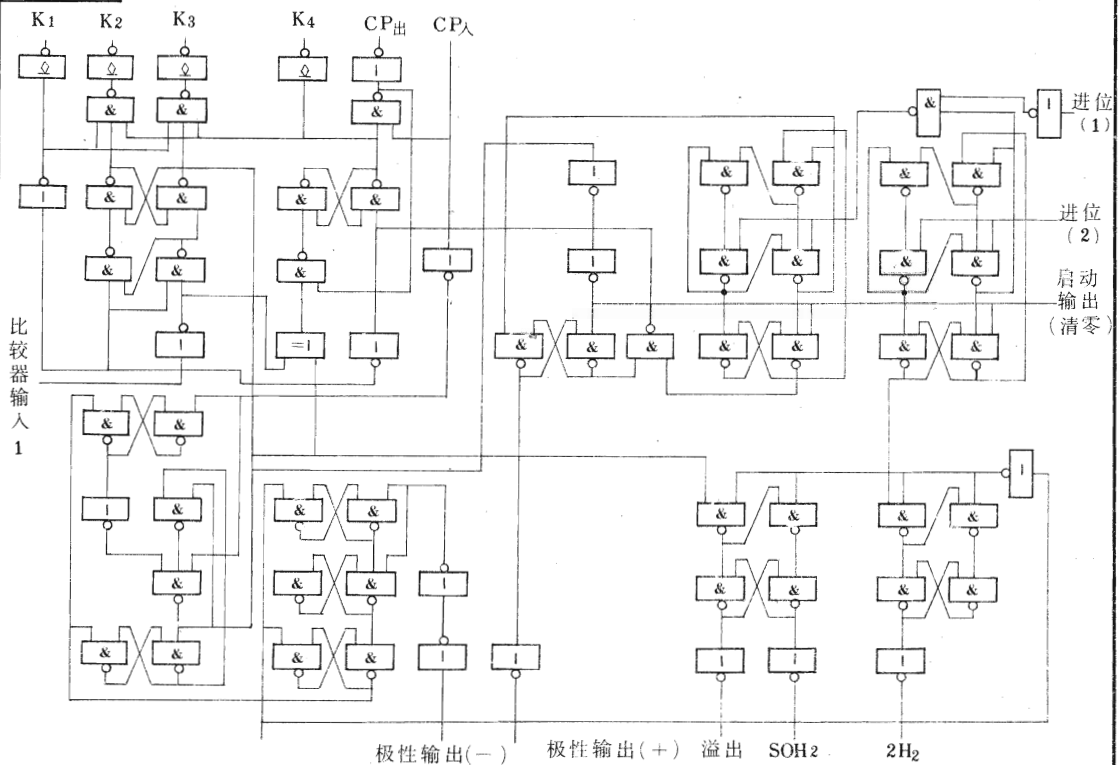 K1 K2 K3 K4 CP出 CP入
进位
(1)
进位
(2)
启动
输出
(清零)
比较器输入1
极性输出(－) 极性输出(＋) 溢出 SOH2 2H₂